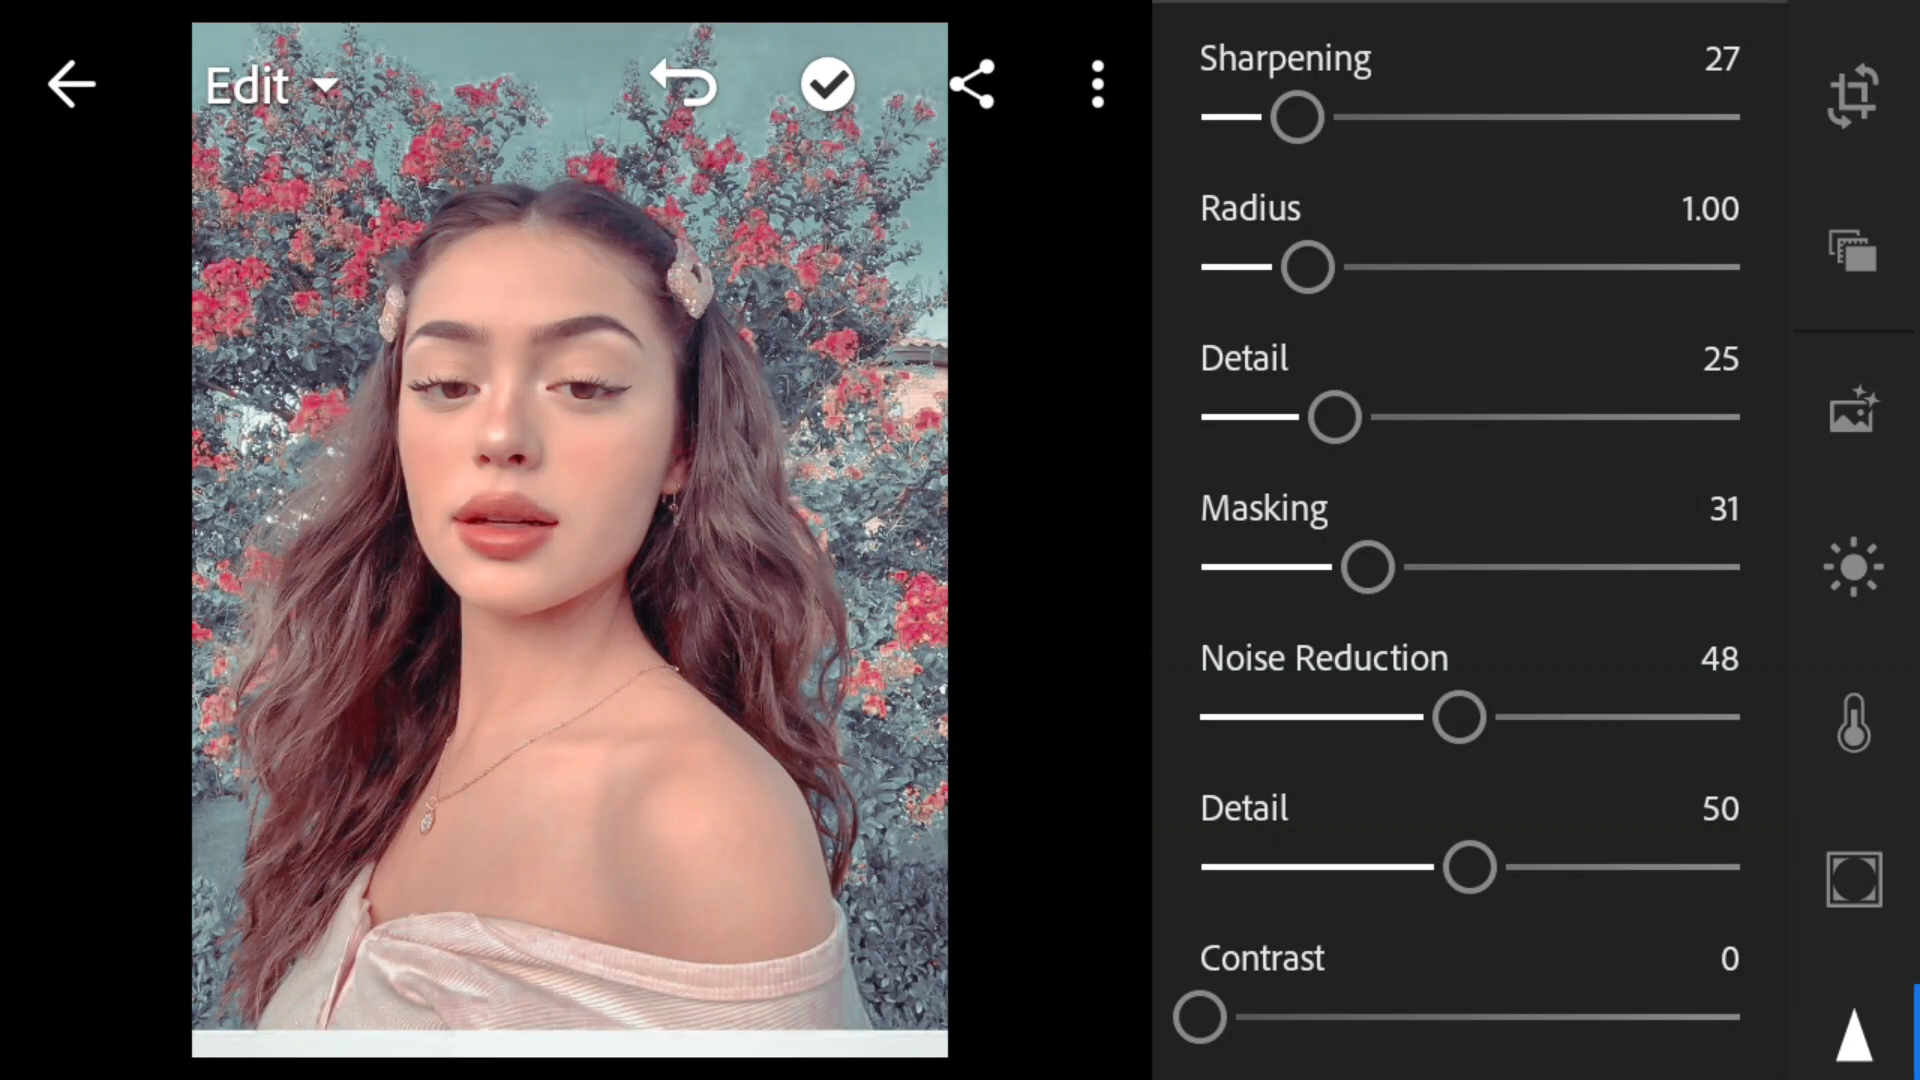 Edit
Sharpening 27
Radius 1.00
Detail 25
Masking 31
Noise Reduction 48
Detail 50
Contrast 0